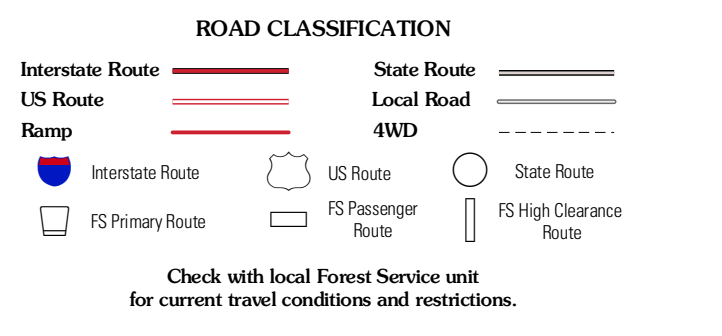 ROAD CLASSIFICATION
Interstate Route
State Route
US Route
Local Road
Ramp
4WD
Interstate Route
US Route
State Route
FS Primary Route
FS Passenger
Route
FS High Clearance
Route
Check with local Forest Service unit
for current travel conditions and restrictions.